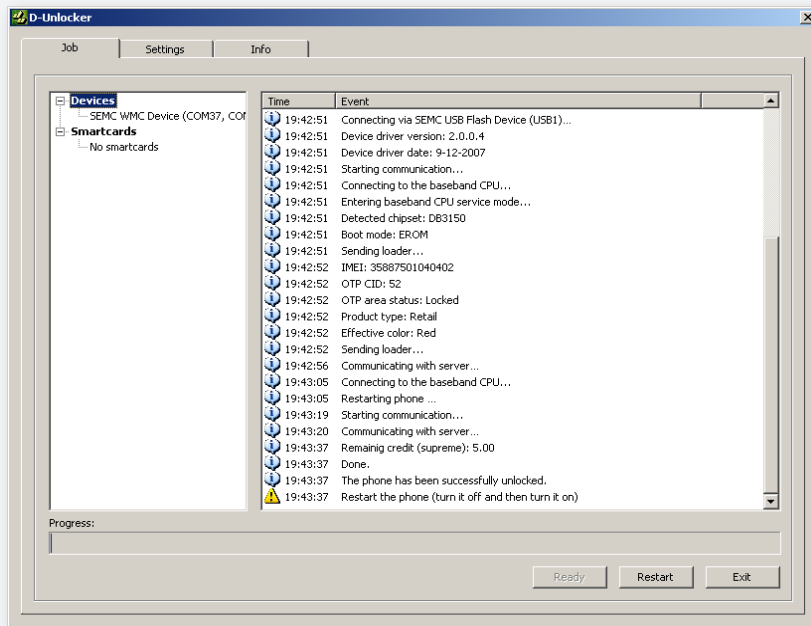 D-Unlocker
Job Settings Info
Devices
SEMC WMC Device (COM37, COM
Smartcards
No smartcards
Time Event
19:42:51 Connecting via SEMC USB Flash Device (USB1)...
19:42:51 Device driver version: 2.0.0.4
19:42:51 Device driver date: 9-12-2007
19:42:51 Starting communication...
19:42:51 Connecting to the baseband CPU...
19:42:51 Entering baseband CPU service mode...
19:42:51 Detected chipset: DB3150
19:42:51 Boot mode: EROM
19:42:51 Sending loader...
19:42:52 IMEI: 35887501040402
19:42:52 OTP CID: 52
19:42:52 OTP area status: Locked
19:42:52 Product type: Retail
19:42:52 Effective color: Red
19:42:52 Sending loader...
19:42:56 Communicating with server...
19:43:05 Connecting to the baseband CPU...
19:43:05 Restarting phone ...
19:43:19 Starting communication...
19:43:20 Communicating with server...
19:43:37 Remainig credit (supreme): 5.00
19:43:37 Done.
19:43:37 The phone has been successfully unlocked.
19:43:37 Restart the phone (turn it off and then turn it on)
Progress:
Ready Restart Exit